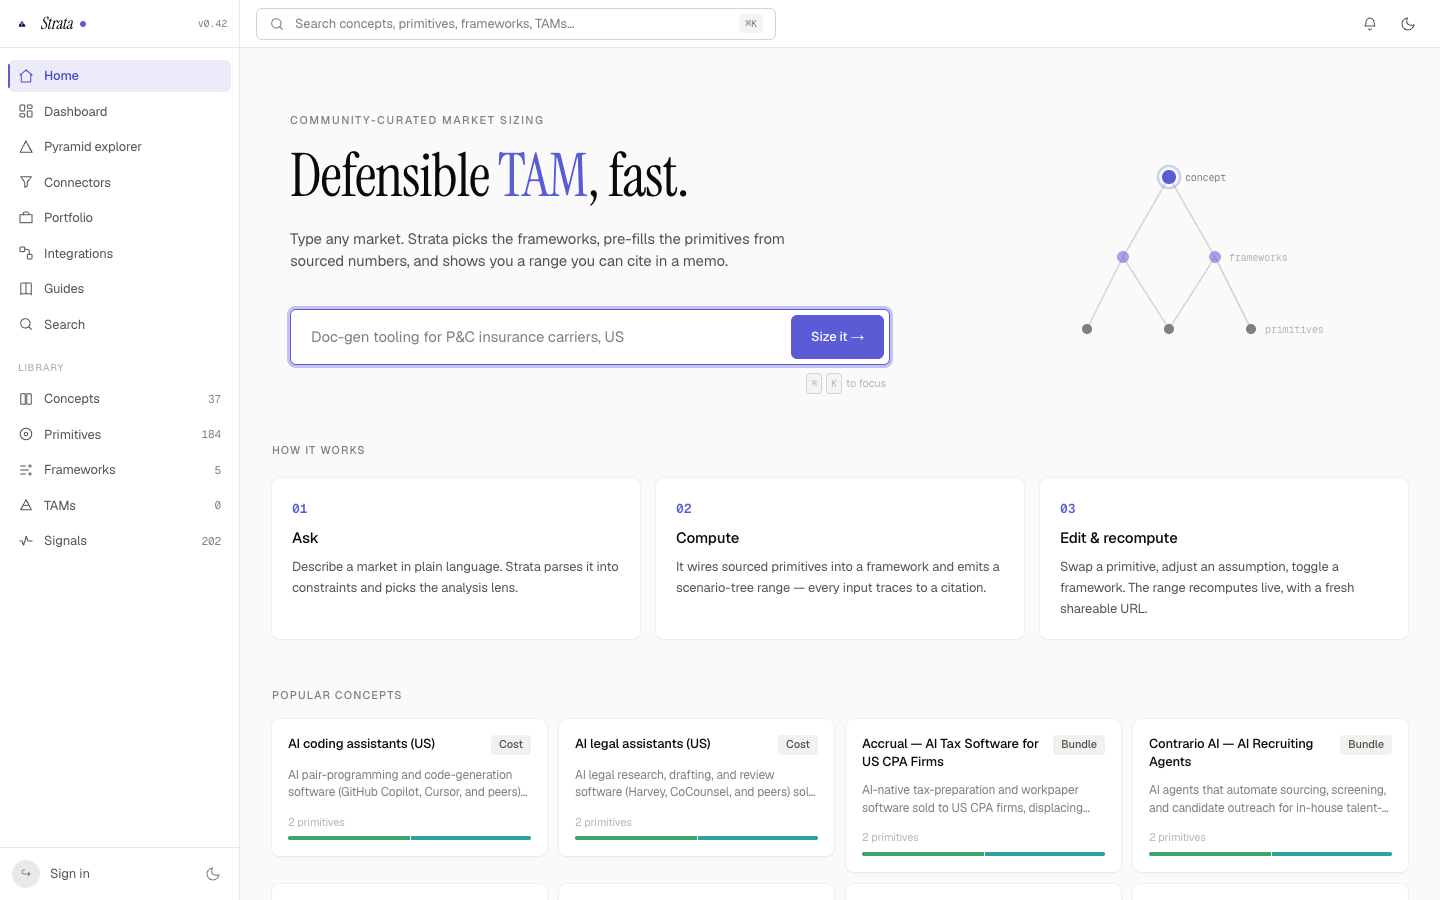 Strata
v0.42
Search concepts, primitives, frameworks, TAMs...
⌘K
Home
Dashboard
Pyramid explorer
Connectors
Portfolio
Integrations
Guides
Search
LIBRARY
Concepts 37
Primitives 184
Frameworks 5
TAMs 0
Signals 202
Sign in
COMMUNITY-CURATED MARKET SIZING
Defensible TAM, fast.
Type any market. Strata picks the frameworks, pre-fills the primitives from
sourced numbers, and shows you a range you can cite in a memo.
Doc-gen tooling for P&C insurance carriers, US
Size it →
⌘ K to focus
concept
frameworks
primitives
HOW IT WORKS
01
Ask
Describe a market in plain language. Strata parses it into
constraints and picks the analysis lens.
02
Compute
It wires sourced primitives into a framework and emits a
scenario-tree range — every input traces to a citation.
03
Edit & recompute
Swap a primitive, adjust an assumption, toggle a
framework. The range recomputes live, with a fresh
shareable URL.
POPULAR CONCEPTS
AI coding assistants (US)
Cost
AI pair-programming and code-generation
software (GitHub Copilot, Cursor, and peers)...
2 primitives
AI legal assistants (US)
Cost
AI legal research, drafting, and review
software (Harvey, CoCounsel, and peers) sol...
2 primitives
Accrual — AI Tax Software for
US CPA Firms
Bundle
AI-native tax-preparation and workpaper
software sold to US CPA firms, displacing...
2 primitives
Contrario AI — AI Recruiting
Agents
Bundle
AI agents that automate sourcing, screening,
and candidate outreach for in-house talent-...
2 primitives